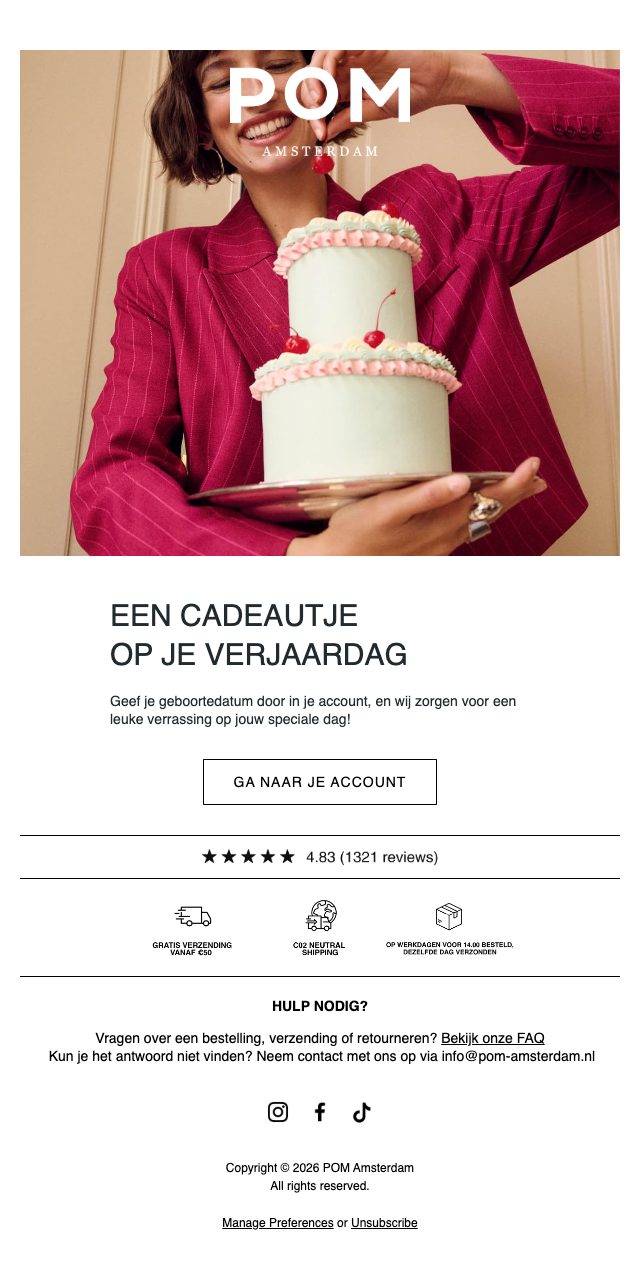 POM
AMSTERDAM
EEN CADEAUTJE
OP JE VERJAARDAG
Geef je geboortedatum door in je account, en wij zorgen voor een
leuke verrassing op jouw speciale dag!
GA NAAR JE ACCOUNT
★★★★★ 4.83 (1321 reviews)
GRATIS VERZENDING
VANAF €50
C02 NEUTRAL
SHIPPING
OP WERKDAGEN VOOR 14.00 BESTELD,
DEZELFDE DAG VERZONDEN
HULP NODIG?
Vragen over een bestelling, verzending of retourneren? Bekijk onze FAQ
Kun je het antwoord niet vinden? Neem contact met ons op via info@pom-amsterdam.nl
Copyright © 2026 POM Amsterdam
All rights reserved.
Manage Preferences or Unsubscribe